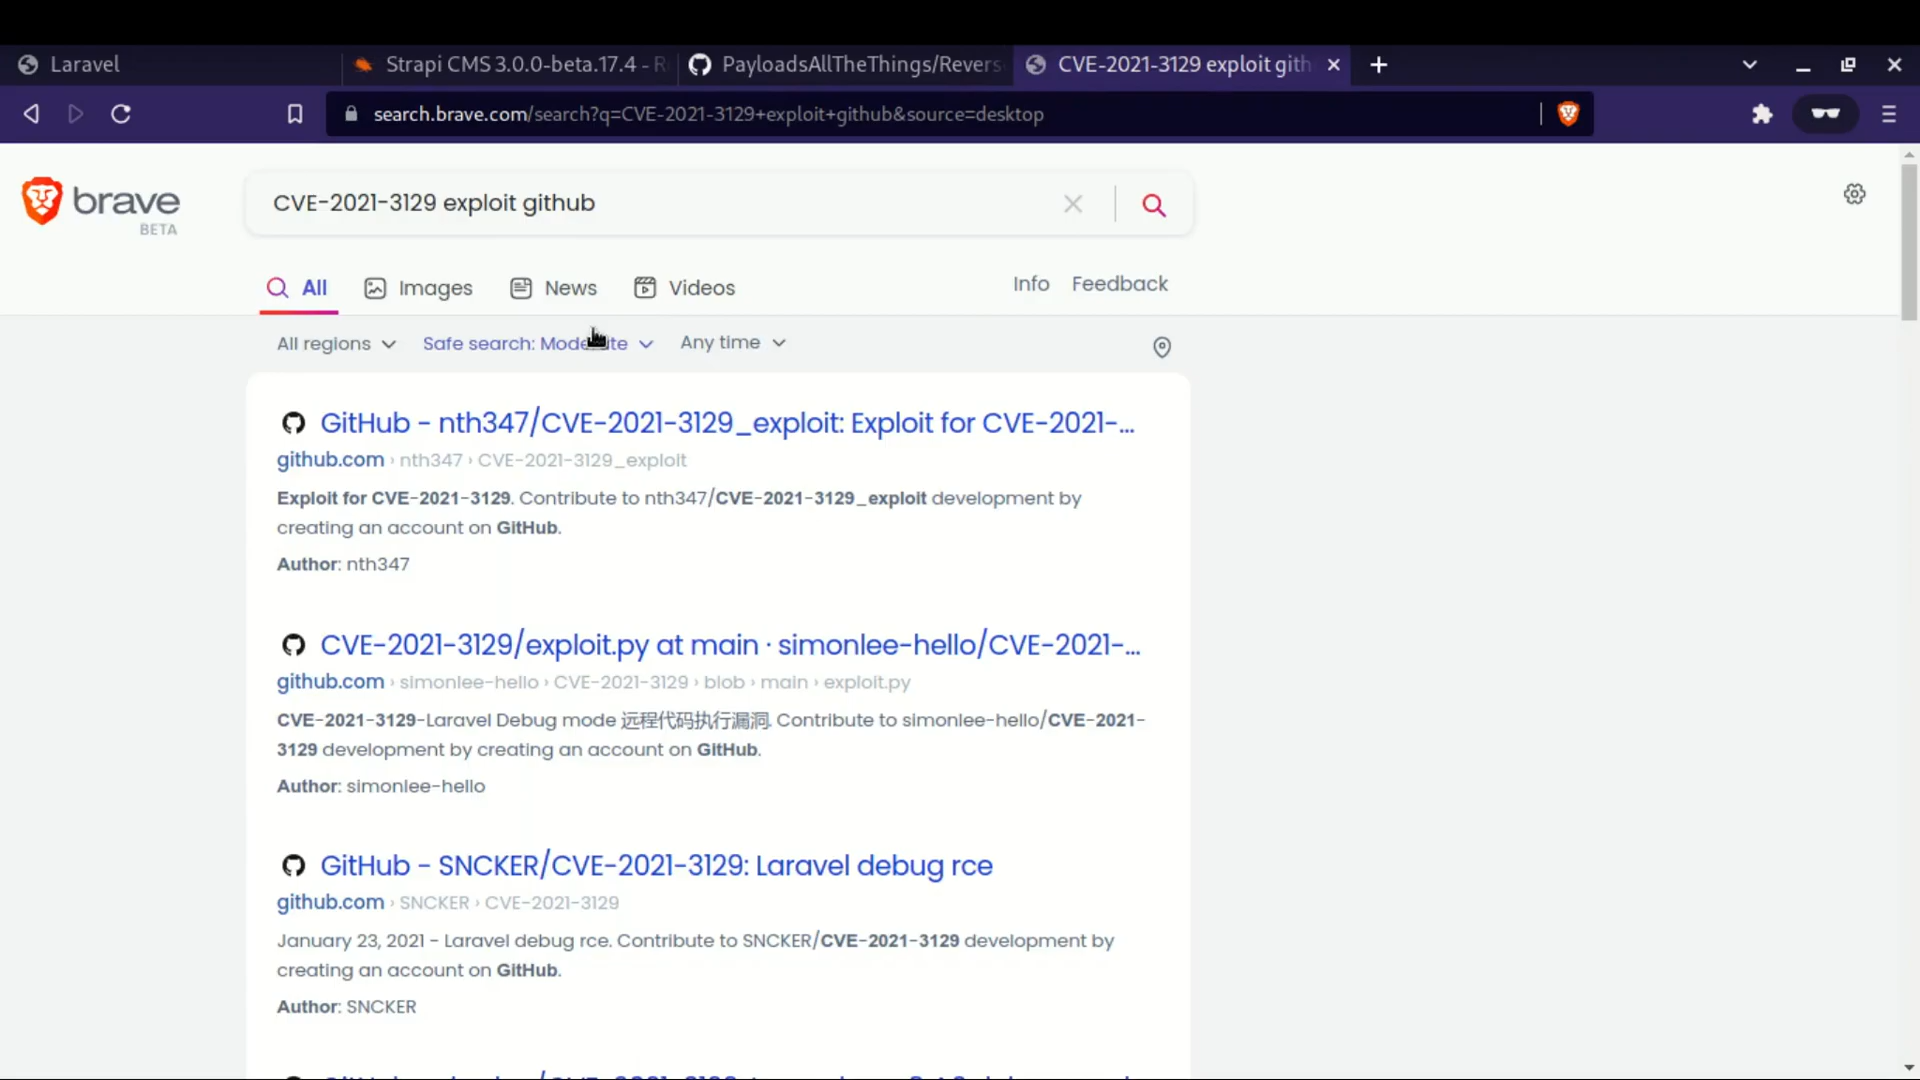 Laravel
Strapi CMS 3.0.0-beta.17.4 - R
PayloadsAllTheThings/Revers
CVE-2021-3129 exploit gith
search.brave.com/search?q=CVE-2021-3129+exploit+github&source=desktop
brave
BETA
CVE-2021-3129 exploit github
All
Images
News
Videos
Info
Feedback
All regions
Safe search: Moderate
Any time
GitHub - nth347/CVE-2021-3129_exploit: Exploit for CVE-2021-...
github.com › nth347 › CVE-2021-3129_exploit
Exploit for CVE-2021-3129. Contribute to nth347/CVE-2021-3129_exploit development by
creating an account on GitHub.
Author: nth347
CVE-2021-3129/exploit.py at main · simonlee-hello/CVE-2021-...
github.com › simonlee-hello › CVE-2021-3129 › blob › main › exploit.py
CVE-2021-3129-Laravel Debug mode 远程代码执行漏洞. Contribute to simonlee-hello/CVE-2021-
3129 development by creating an account on GitHub.
Author: simonlee-hello
GitHub - SNCKER/CVE-2021-3129: Laravel debug rce
github.com › SNCKER › CVE-2021-3129
January 23, 2021 - Laravel debug rce. Contribute to SNCKER/CVE-2021-3129 development by
creating an account on GitHub.
Author: SNCKER